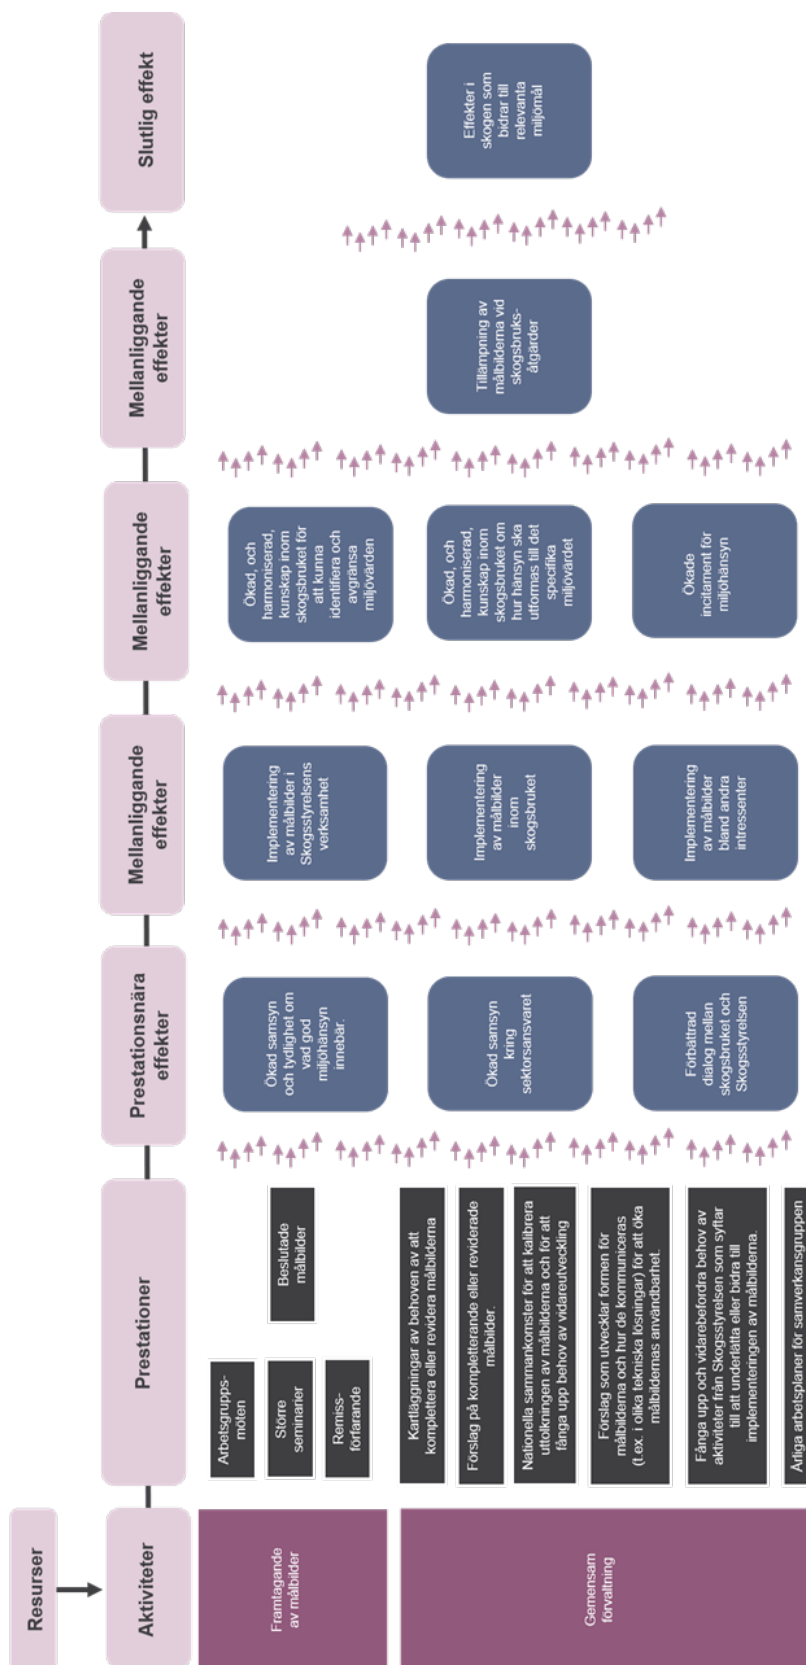 Resurser
Aktiviteter
Prestationer
Prestationsnära
effekter
Mellanliggande
effekter
Mellanliggande
effekter
Mellanliggande
effekter
Slutlig effekt
Framtagande
av målbilder
Arbetsgrupps-
möten
Större
seminarier
Remiss-
förfarande
Beslutade
målbilder
Gemensam
förvaltning
Kartläggningar av behoven av att
komplettera eller revidera målbilderna
Förslag på kompletterande eller reviderade
målbilder.
Nationella sammankomster för att kalibrera
uttolkningen av målbilderna och för att
fånga upp behov av vidareutveckling
Förslag som utvecklar formen för
målbilderna och hur de kommuniceras
(t.ex. i olika tekniska lösningar) för att öka
målbildernas användbarhet.
Fånga upp och vidarebefordra behov av
aktiviteter från Skogsstyrelsen som syftar
till att underlätta eller bidra till
implementeringen av målbilderna.
Årliga arbetsplaner för samverkansgruppen
Ökad samsyn
och tydlighet om
vad god
miljöhänsyn
innebär.
Ökad samsyn
kring
sektorsansvaret
Förbättrad
dialog mellan
skogsbruket och
Skogsstyrelsen
Implementering
av målbilder i
Skogsstyrelsens
verksamhet
Implementering
av målbilder
inom
skogsbruket
Implementering
av målbilder
bland andra
intressenter
Ökad, och
harmoniserad,
kunskap inom
skogsbruket för
att kunna
identifiera och
avgränsa
miljövärden
Ökad, och
harmoniserad,
kunskap inom
skogsbruket om
hur hänsyn ska
utformas till det
specifika
miljövärdet
Ökade
incitament för
miljöhänsyn
Tillämpning av
målbilderna vid
skogsbruks-
åtgärder
Effekter i
skogen som
bidrar till
relevanta
miljömål